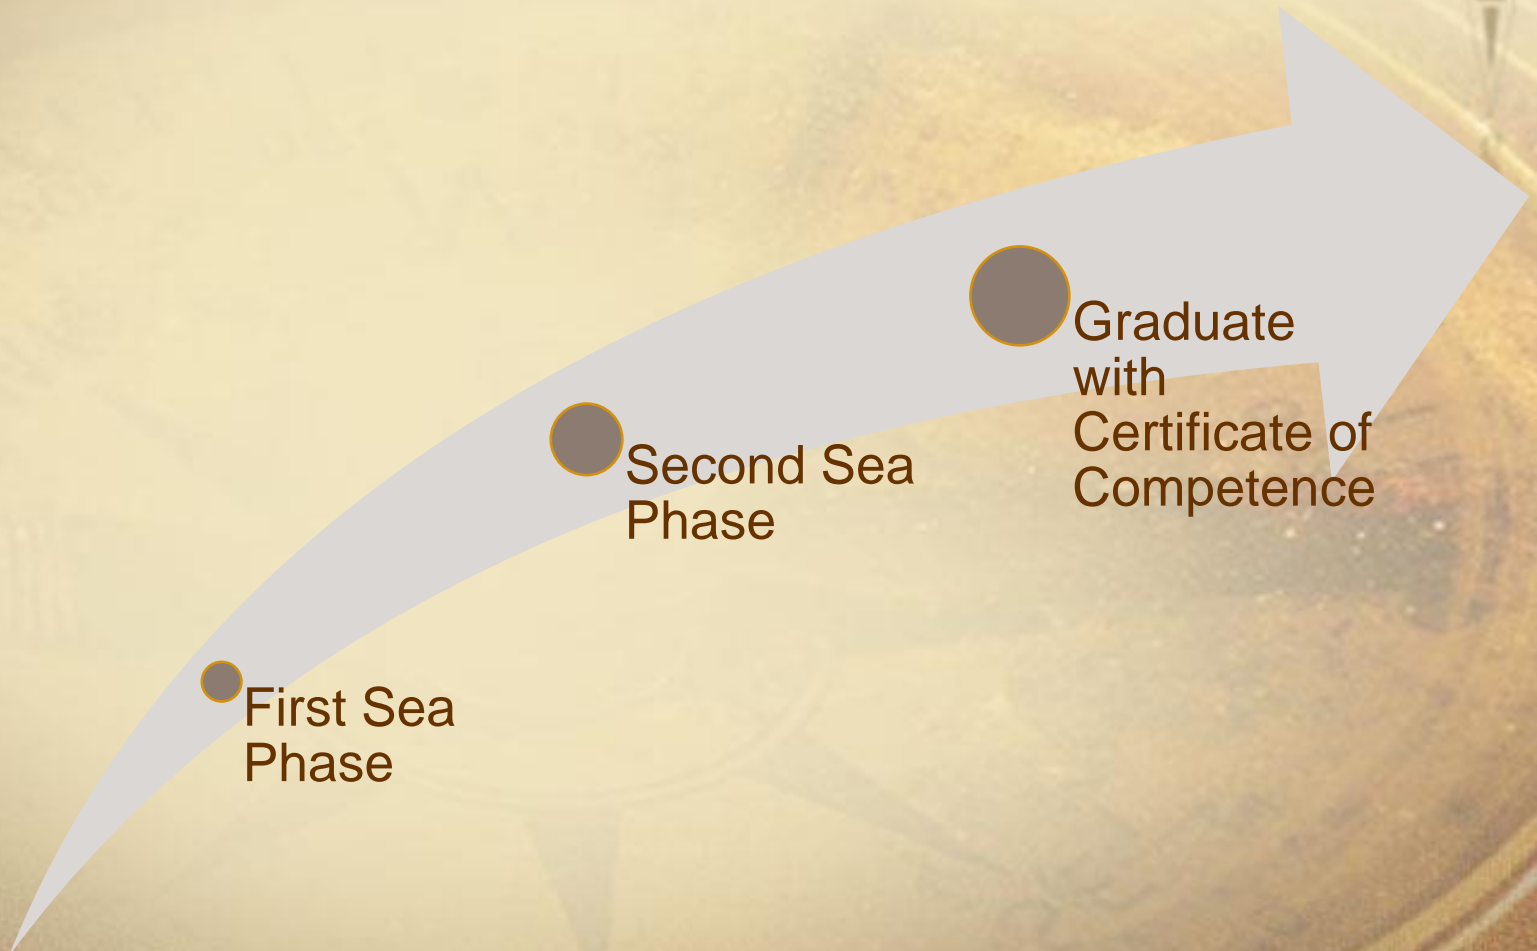 First Sea
Phase
Second Sea
Phase
Graduate
with
Certificate of
Competence